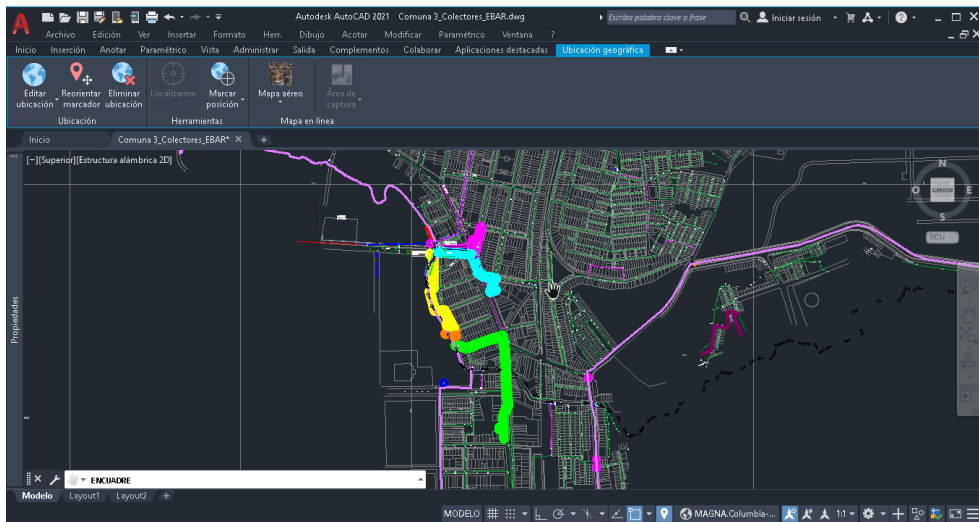 Autodesk AutoCAD 2021 Comuna 3_Colectores_EBAR.dwg
Escriba palabra clave o frase
Iniciar sesión
Archivo Edición Ver Insertar Formato Herr. Dibujo Acotar Modificar Paramétrico Ventana ?
Inicio Inserción Anotar Paramétrico Vista Administrar Salida Complementos Colaborar Aplicaciones destacadas Ubicación geográfica
Editar ubicación
Reorientar marcador
Eliminar ubicación
Localizarme
Marcar posición
Mapa aéreo
Área de captura
Ubicación Herramientas Mapa en línea
Inicio Comuna 3_Colectores_EBAR* +
[−][Superior][Estructura alámbrica 2D]
N
O SUPERIOR E
S
SCU
Propiedades
ENCUADRE
Modelo Layout1 Layout2 +
MODELO MAGNA.Columbia-... 1:1